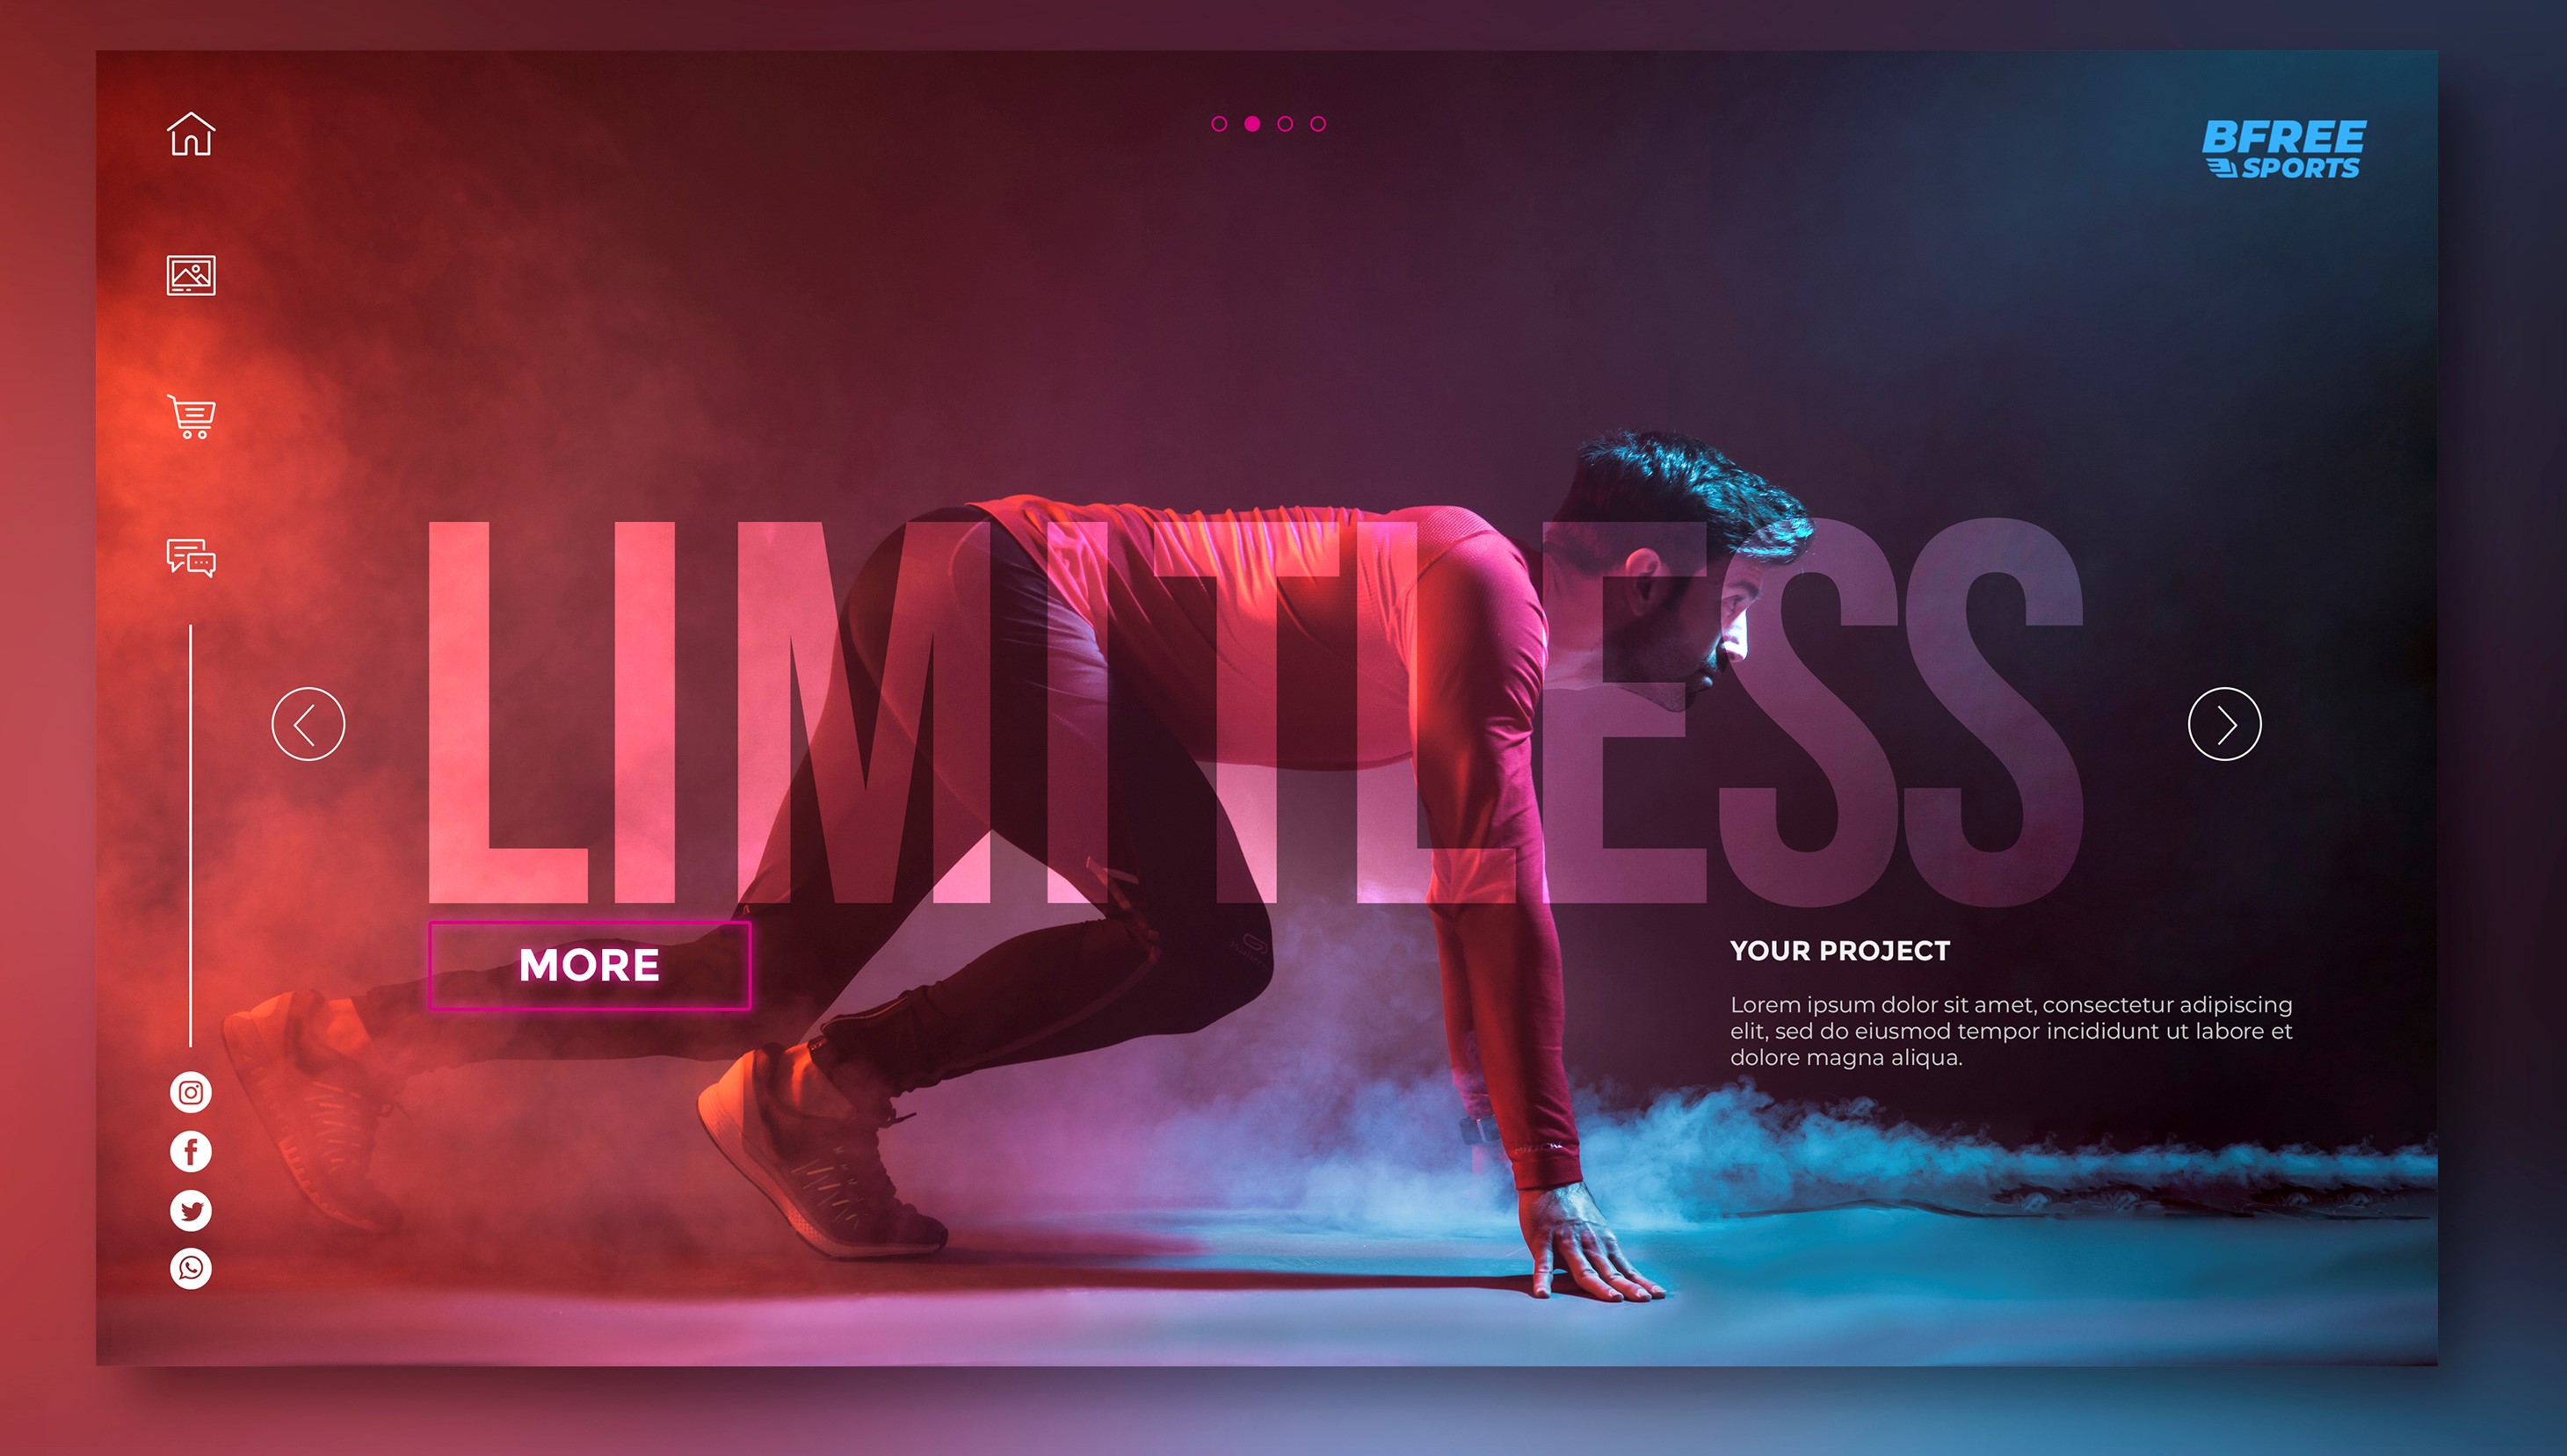 BFREE
SPORTS
LIMITLESS
MORE
YOUR PROJECT
Lorem ipsum dolor sit amet, consectetur adipiscing
elit, sed do eiusmod tempor incididunt ut labore et
dolore magna aliqua.